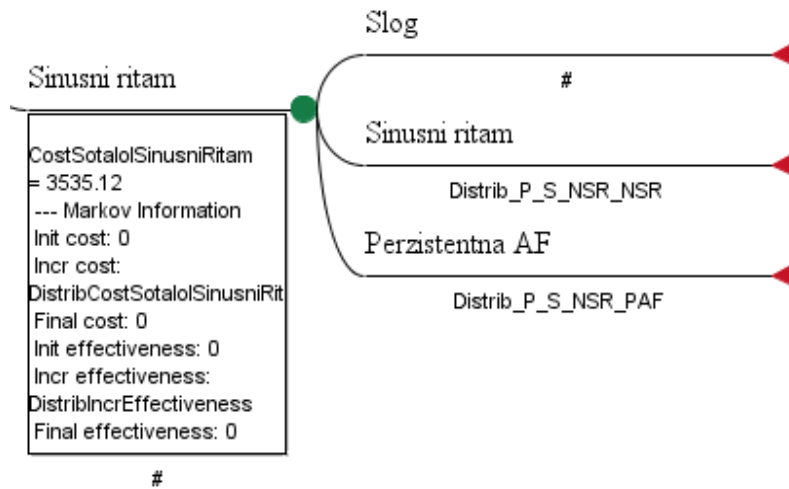 Slog
#
Sinusni ritam
Sinusni ritam
Distrib_P_S_NSR_NSR
Perzistentna AF
Distrib_P_S_NSR_PAF
CostSotalolSinusniRitam
= 3535.12
--- Markov Information
Init cost: 0
Incr cost:
DistribCostSotalolSinusniRit
Final cost: 0
Init effectiveness: 0
Incr effectiveness:
DistribIncrEffectiveness
Final effectiveness: 0
#